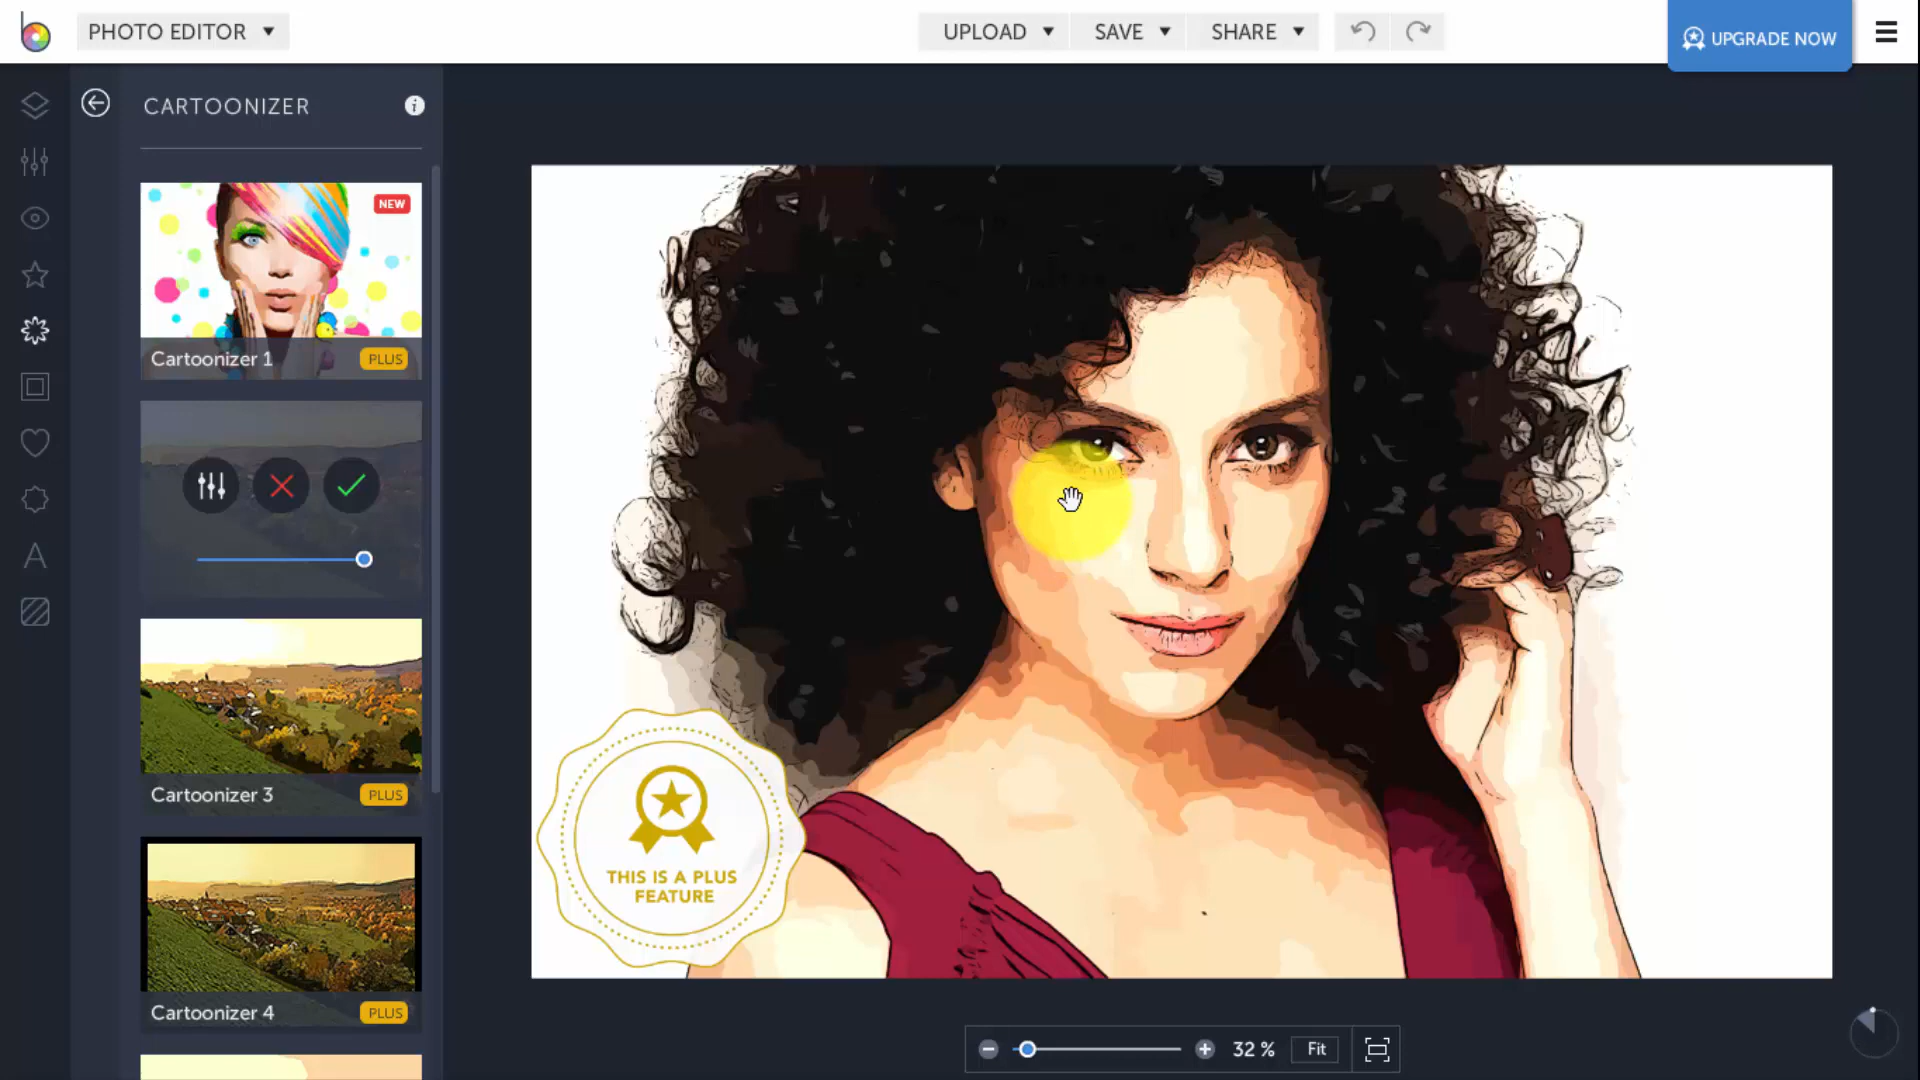 PHOTO EDITOR
UPLOAD
SAVE
SHARE
UPGRADE NOW
CARTOONIZER
NEW
Cartoonizer 1
PLUS
Cartoonizer 3
PLUS
Cartoonizer 4
PLUS
THIS IS A PLUS
FEATURE
32 %
Fit